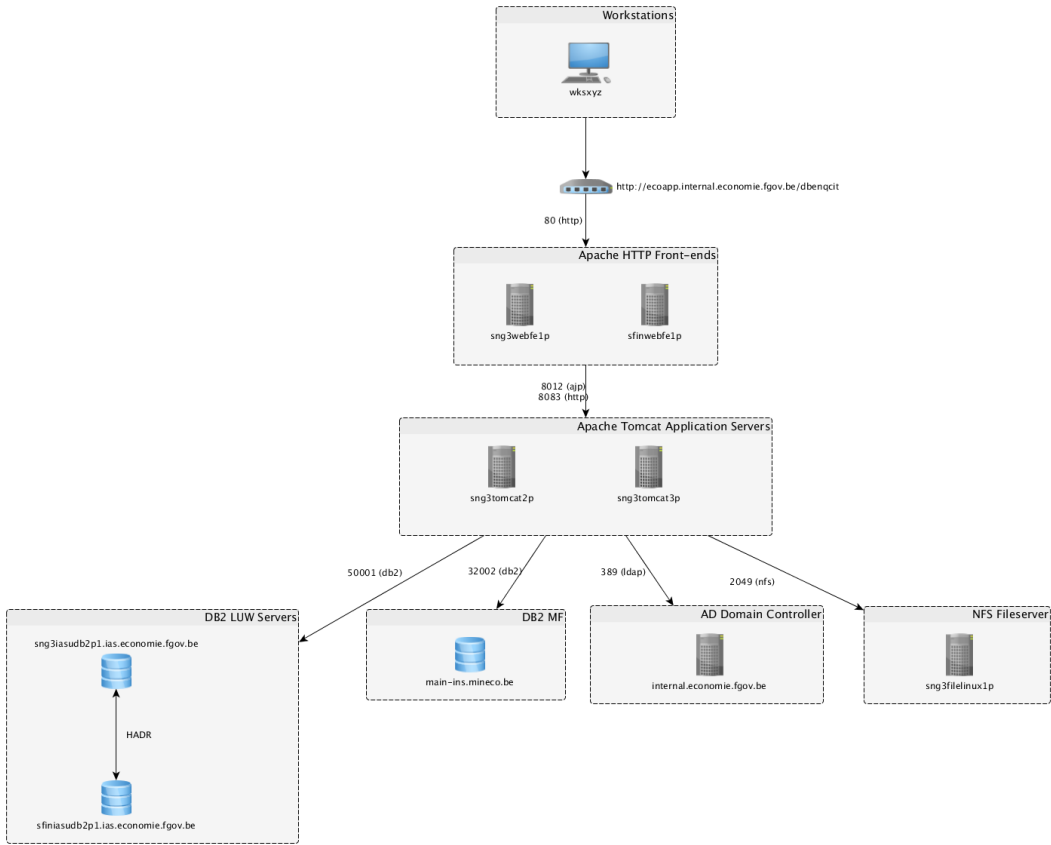 Workstations
wksxyz
http://ecoapp.internal.economie.fgov.be/dbenqcit
80 (http)
Apache HTTP Front-ends
sng3webfe1p
sfinwebfe1p
8012 (ajp)
8083 (http)
Apache Tomcat Application Servers
sng3tomcat2p
sng3tomcat3p
50001 (db2)
32002 (db2)
389 (ldap)
2049 (nfs)
DB2 LUW Servers
sng3iasudb2p1.ias.economie.fgov.be
HADR
sfiniasudb2p1.ias.economie.fgov.be
DB2 MF
main-ins.mineco.be
AD Domain Controller
internal.economie.fgov.be
NFS Fileserver
sng3filelinux1p